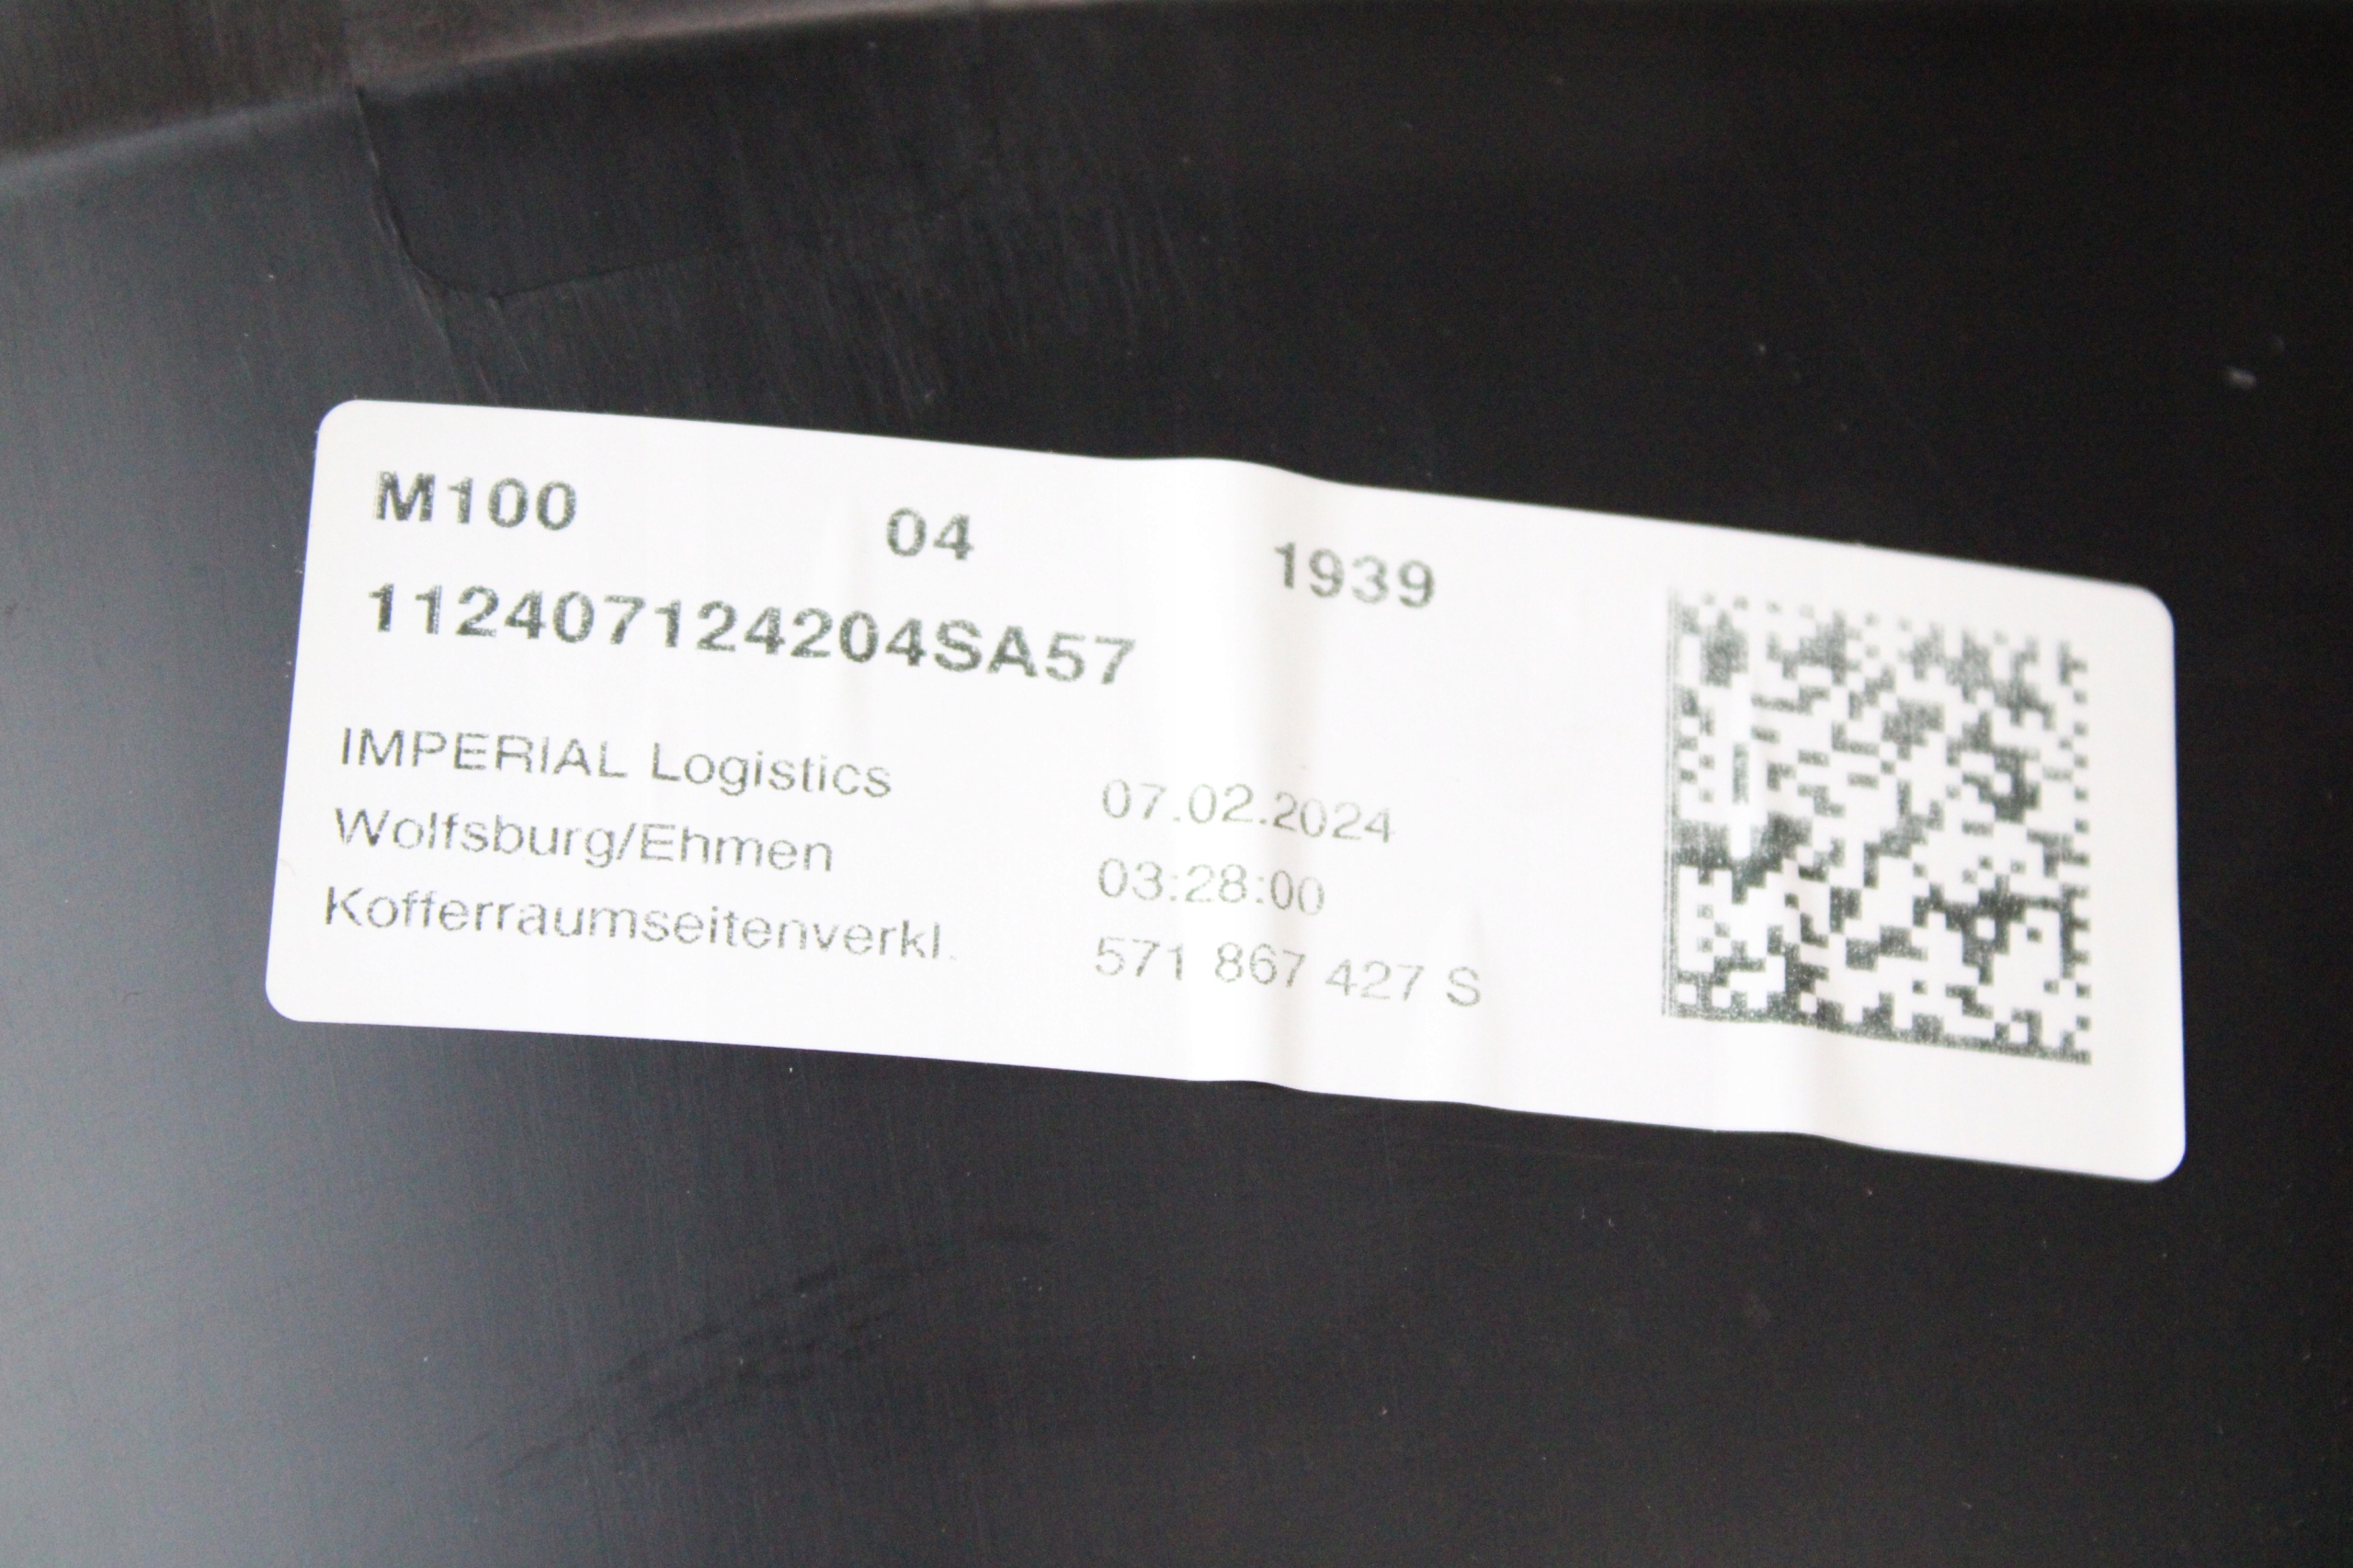 M100 04 1939
112407124204SA57
IMPERIAL Logistics 07.02.2024
Wolfsburg/Ehmen 03:28:00
Kofferraumseitenverkl. 571 867 427 S